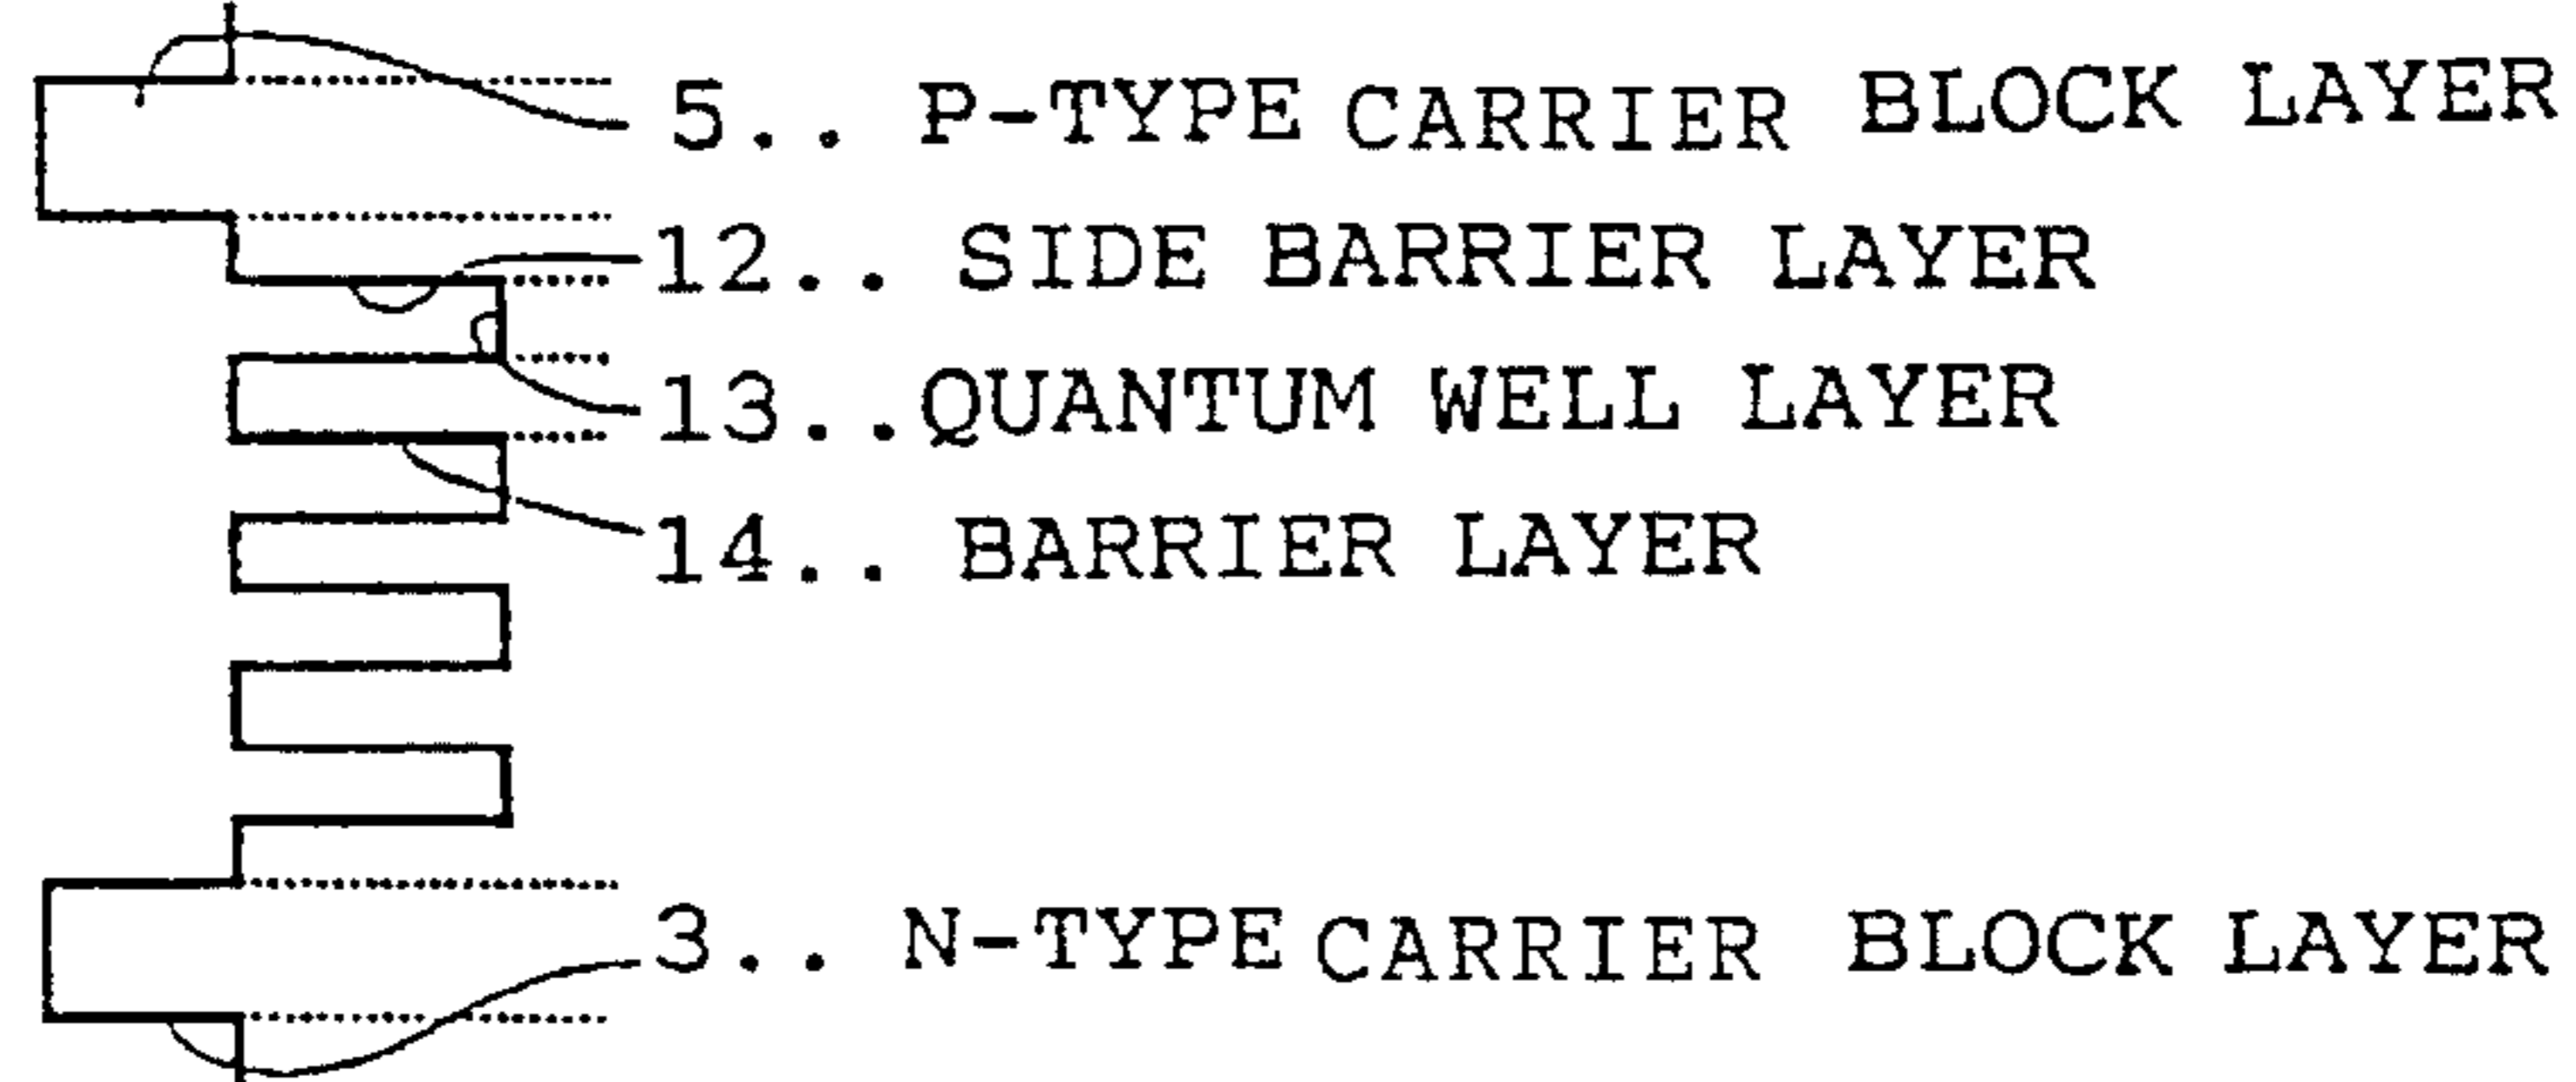 5.. P-TYPE CARRIER BLOCK LAYER
12.. SIDE BARRIER LAYER
13..QUANTUM WELL LAYER
14.. BARRIER LAYER
3.. N-TYPE CARRIER BLOCK LAYER